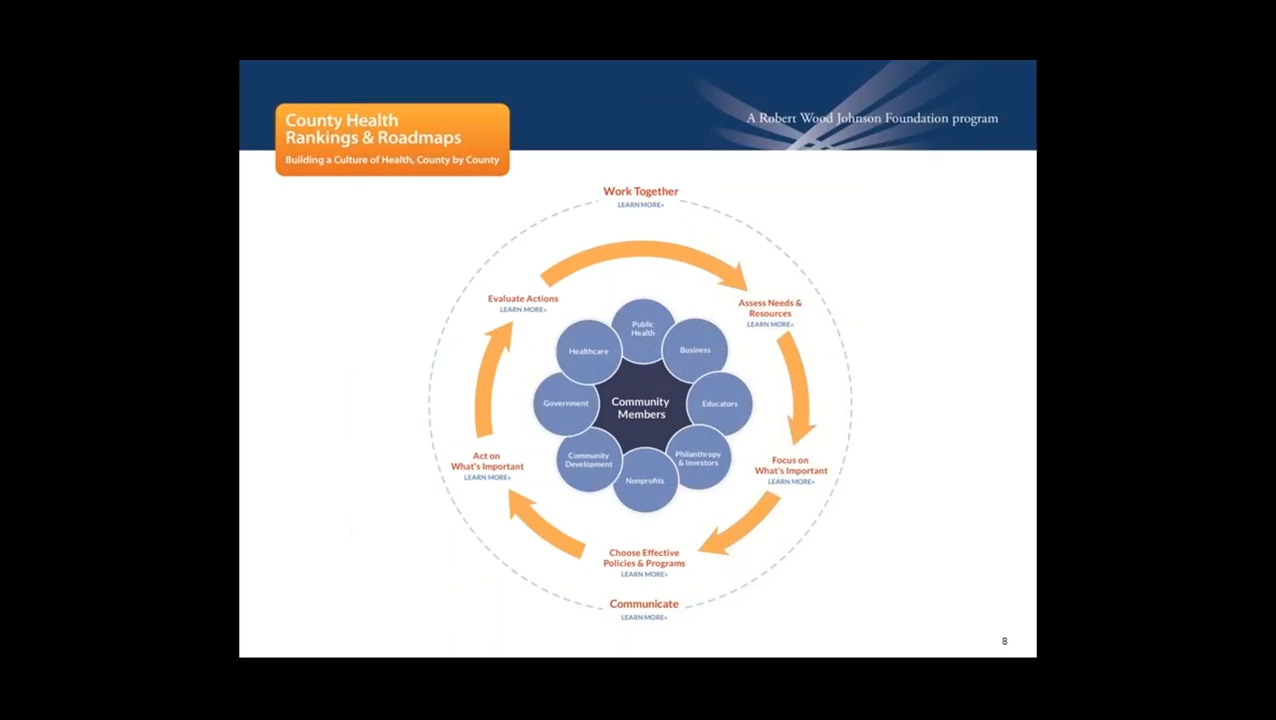 County Health
Rankings & Roadmaps
Building a Culture of Health, County by County
A Robert Wood Johnson Foundation program
Work Together
LEARN MORE»
Evaluate Actions
LEARN MORE»
Assess Needs &
Resources
LEARN MORE»
Public
Health
Healthcare
Business
Government
Community
Members
Educators
Community
Development
Philanthropy
& Investors
Nonprofits
Act on
What's Important
LEARN MORE»
Focus on
What's Important
LEARN MORE»
Choose Effective
Policies & Programs
LEARN MORE»
Communicate
LEARN MORE»
8